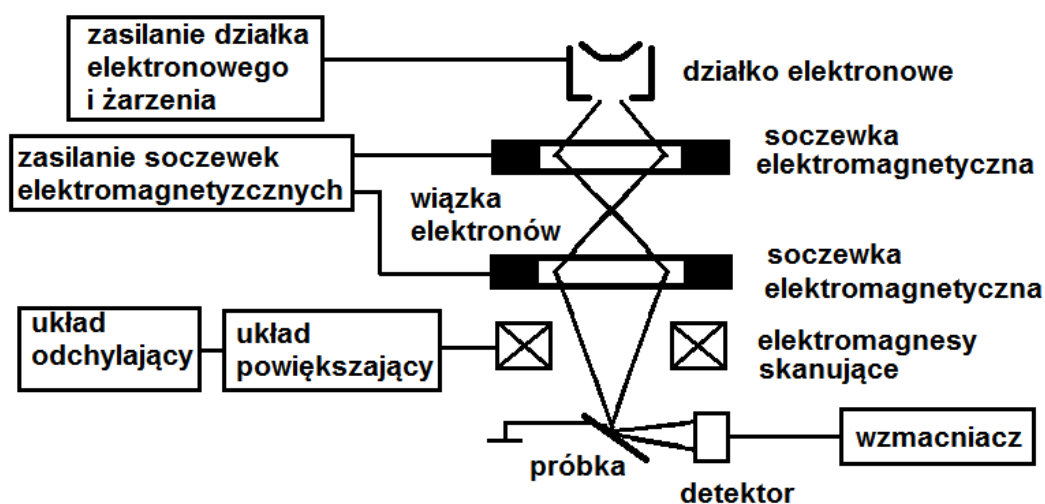 zasilanie działka
elektronowego
i żarzenia
działko elektronowe
zasilanie soczewek
elektromagnetyzcznych
soczewka
elektromagnetyczna
wiązka
elektronów
soczewka
elektromagnetyczna
układ
odchylający
układ
powiększający
elektromagnesy
skanujące
próbka
detektor
wzmacniacz